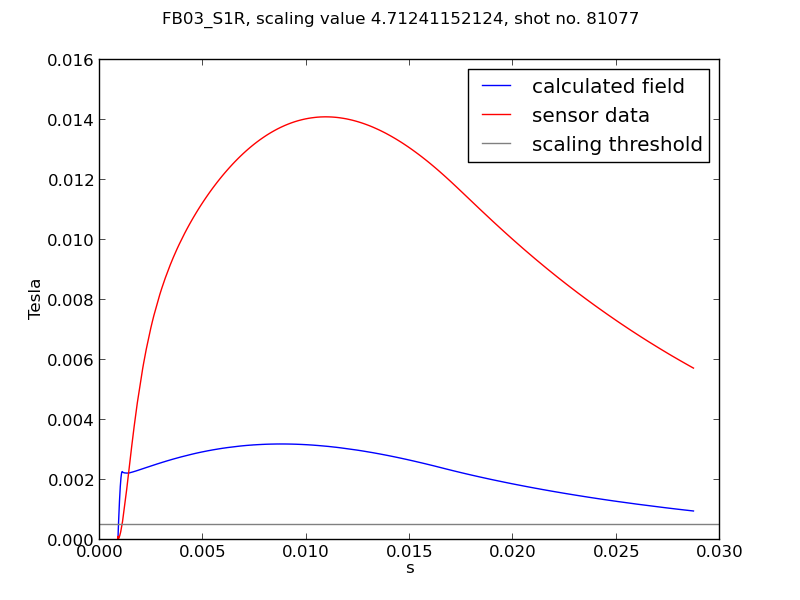 FB03_S1R, scaling value 4.71241152124, shot no. 81077
calculated field
sensor data
scaling threshold
Tesla
0.016
0.014
0.012
0.010
0.008
0.006
0.004
0.002
0.000
0.000 0.005 0.010 0.015 0.020 0.025 0.030
s